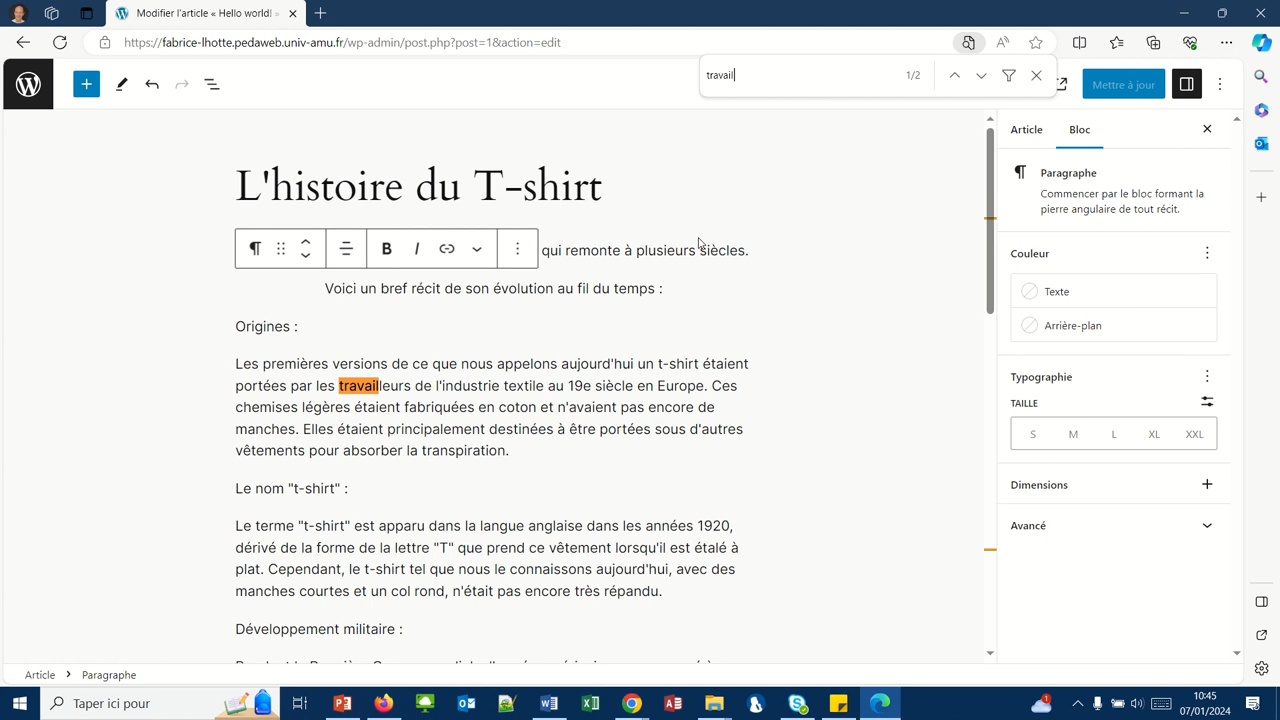 Modifier l'article « Hello world! »
https://fabrice-lhotte.pedaweb.univ-amu.fr/wp-admin/post.php?post=1&action=edit
travail
1/2
Mettre à jour
L'histoire du T-shirt
B I
qui remonte à plusieurs siècles.
Voici un bref récit de son évolution au fil du temps :
Origines :
Les premières versions de ce que nous appelons aujourd'hui un t-shirt étaient
portées par les travailleurs de l'industrie textile au 19e siècle en Europe. Ces
chemises légères étaient fabriquées en coton et n'avaient pas encore de
manches. Elles étaient principalement destinées à être portées sous d'autres
vêtements pour absorber la transpiration.
Le nom "t-shirt" :
Le terme "t-shirt" est apparu dans la langue anglaise dans les années 1920,
dérivé de la forme de la lettre "T" que prend ce vêtement lorsqu'il est étalé à
plat. Cependant, le t-shirt tel que nous le connaissons aujourd'hui, avec des
manches courtes et un col rond, n'était pas encore très répandu.
Développement militaire :
Article Bloc
Paragraphe
Commencer par le bloc formant la
pierre angulaire de tout récit.
Couleur
Texte
Arrière-plan
Typographie
TAILLE
S M L XL XXL
Dimensions
Avancé
Article Paragraphe
Taper ici pour
10:45
07/01/2024